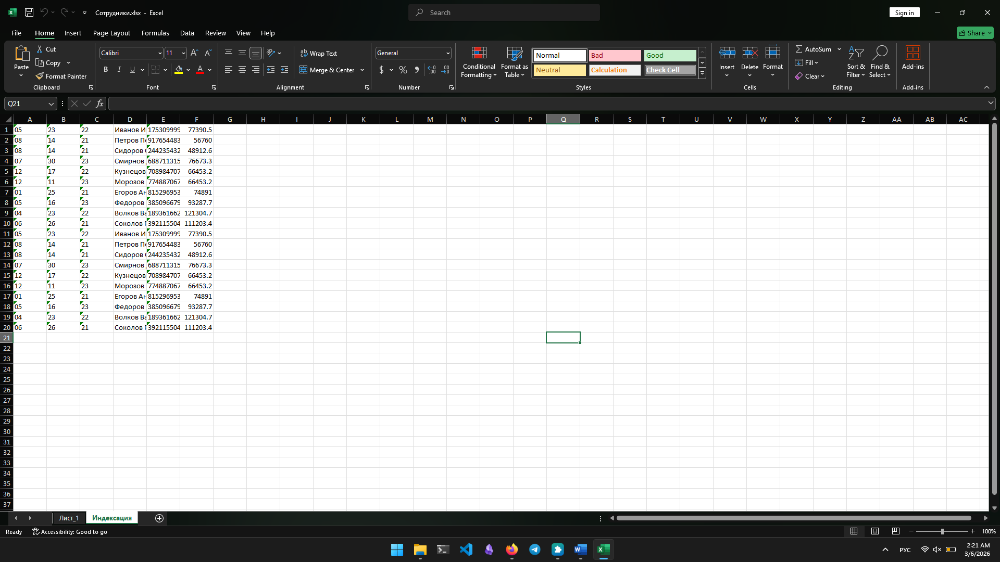 Сотрудники.xlsx - Excel
Search
Sign in
File Home Insert Page Layout Formulas Data Review View Help
Share
Paste
Cut
Copy
Format Painter
Clipboard
Calibri 11
B I U
Font
Wrap Text
Merge & Center
Alignment
General
$ % ,
Number
Conditional Formatting
Format as Table
Normal Bad Good
Neutral Calculation Check Cell
Styles
Insert Delete Format
Cells
AutoSum
Fill
Clear
Sort & Filter
Find & Select
Editing
Add-ins
Add-ins
Q21
fx
A B C D E F G H I J K L M N O P Q R S T U V W X Y Z AA AB AC
1 05 23 22 Иванов И 175309999 77390.5
2 08 14 21 Петров Пе 917654483 56760
3 08 14 21 Сидоров 244235432 48912.6
4 07 30 23 Смирнов 688711315 76673.3
5 12 17 22 Кузнецов 708984707 66453.2
6 12 11 23 Морозов 774887067 66453.2
7 01 25 21 Егоров Ан 815296953 74891
8 05 16 23 Федоров 385096679 93287.7
9 04 23 22 Волков Ва 189361662 121304.7
10 06 26 21 Соколов 392115504 111203.4
11 05 23 22 Иванов И 175309999 77390.5
12 08 14 21 Петров Пе 917654483 56760
13 08 14 21 Сидоров 244235432 48912.6
14 07 30 23 Смирнов 688711315 76673.3
15 12 17 22 Кузнецов 708984707 66453.2
16 12 11 23 Морозов 774887067 66453.2
17 01 25 21 Егоров Ан 815296953 74891
18 05 16 23 Федоров 385096679 93287.7
19 04 23 22 Волков Ва 189361662 121304.7
20 06 26 21 Соколов 392115504 111203.4
21
22
23
24
25
26
27
28
29
30
31
32
33
34
35
36
37
Лист_1 Индексация
Ready Accessibility: Good to go
100%
РУС
2:21 AM
3/6/2026